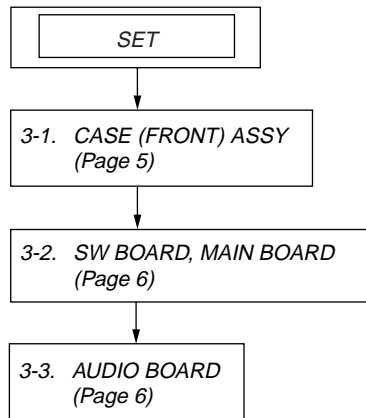 SET
3-1. CASE (FRONT) ASSY
(Page 5)
3-2. SW BOARD, MAIN BOARD
(Page 6)
3-3. AUDIO BOARD
(Page 6)